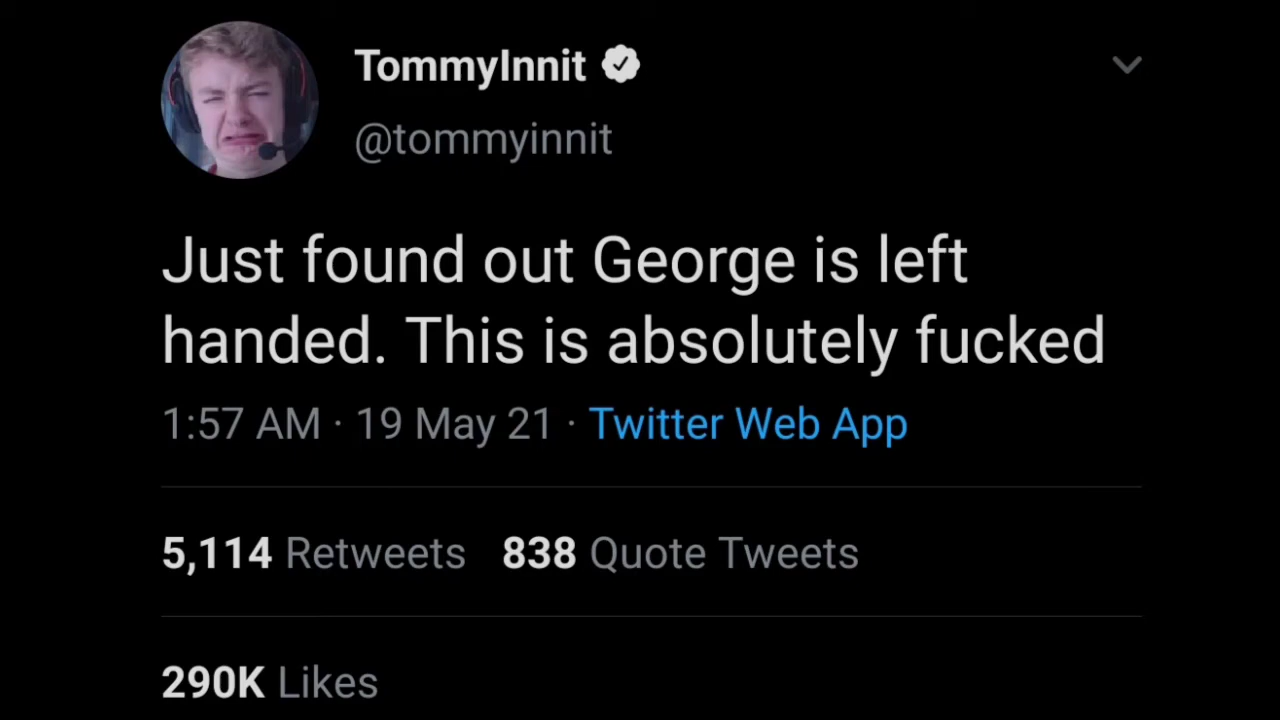 TommyInnit
@tommyinnit
Just found out George is left
handed. This is absolutely fucked
1:57 AM · 19 May 21 · Twitter Web App
5,114 Retweets 838 Quote Tweets
290K Likes